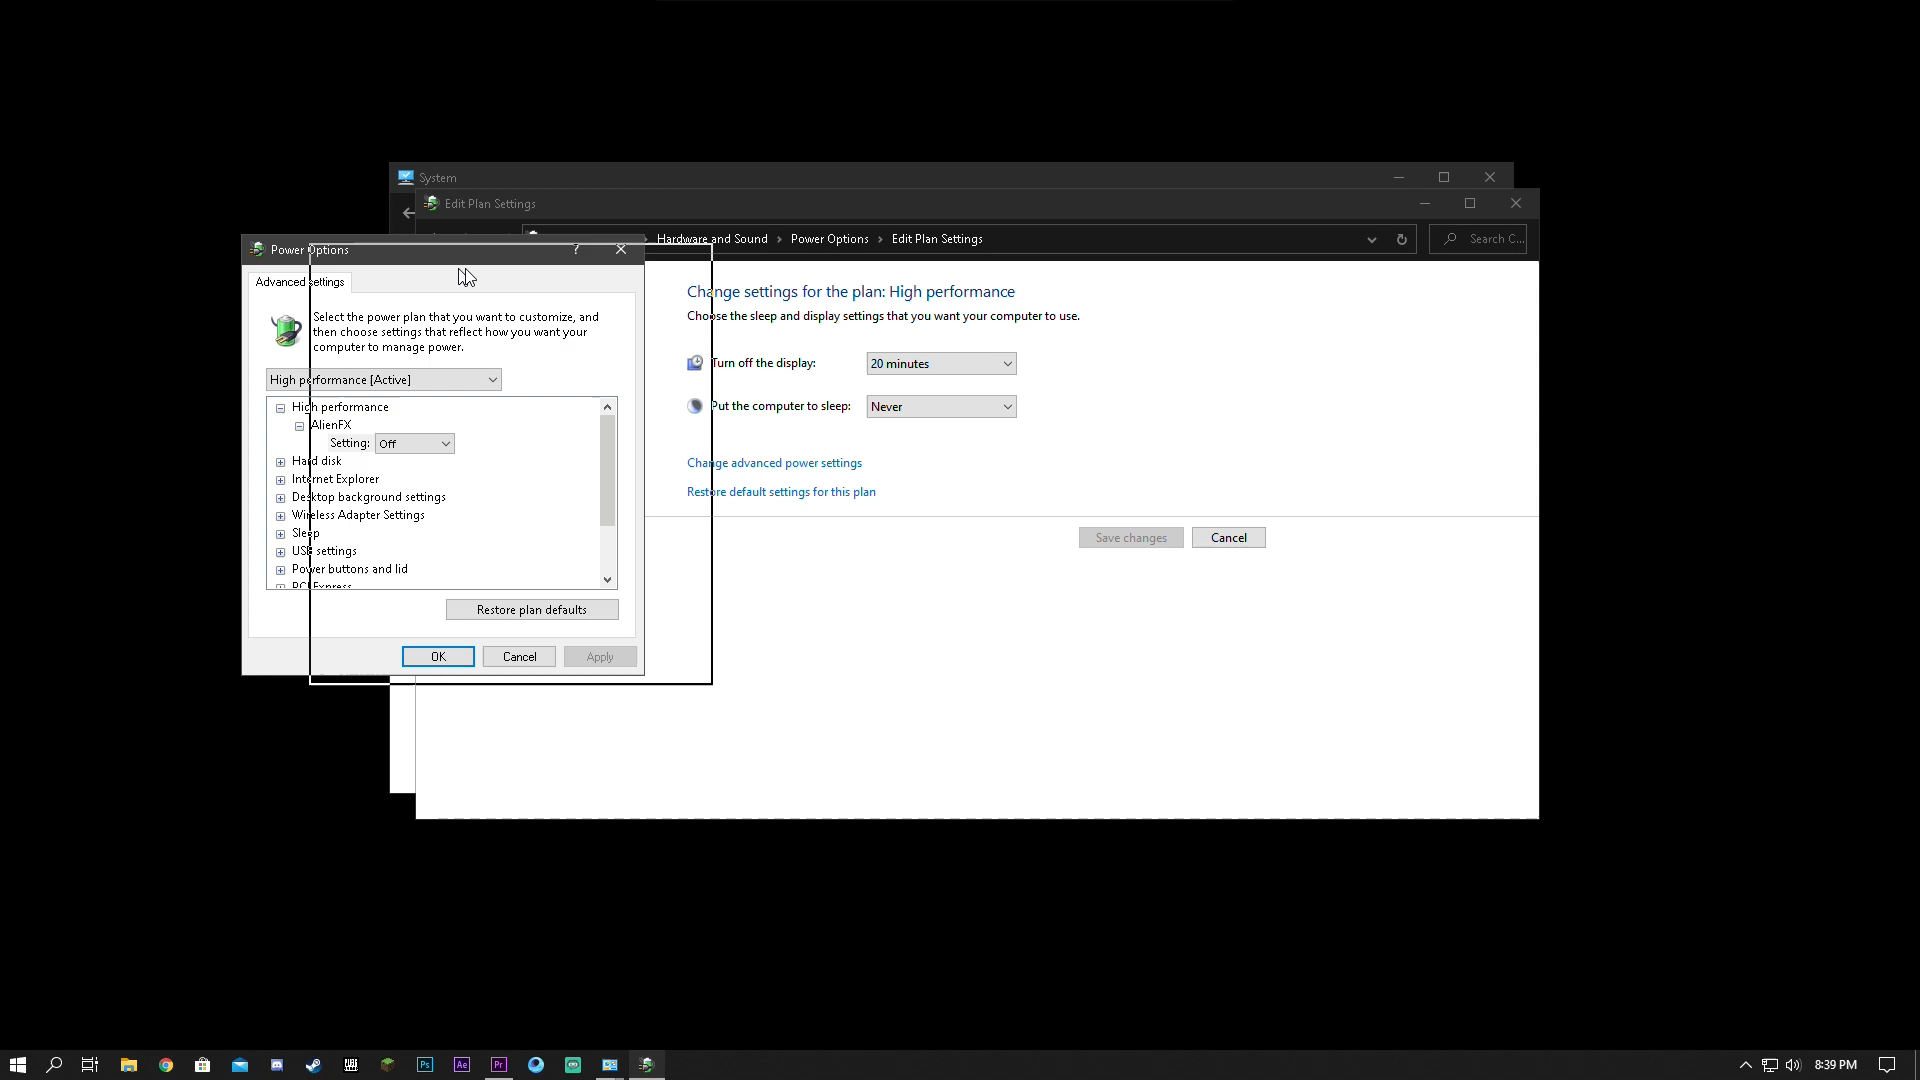 System
Edit Plan Settings
Hardware and Sound > Power Options > Edit Plan Settings
Search C...
Power Options
?
Advanced settings
Select the power plan that you want to customize, and
then choose settings that reflect how you want your
computer to manage power.
High performance [Active]
High performance
AlienFX
Setting: Off
Hard disk
Internet Explorer
Desktop background settings
Wireless Adapter Settings
Sleep
USB settings
Power buttons and lid
PCI Express
Restore plan defaults
OK
Cancel
Apply
Change settings for the plan: High performance
Choose the sleep and display settings that you want your computer to use.
Turn off the display: 20 minutes
Put the computer to sleep: Never
Change advanced power settings
Restore default settings for this plan
Save changes
Cancel
Ps
Ae
Pr
8:39 PM